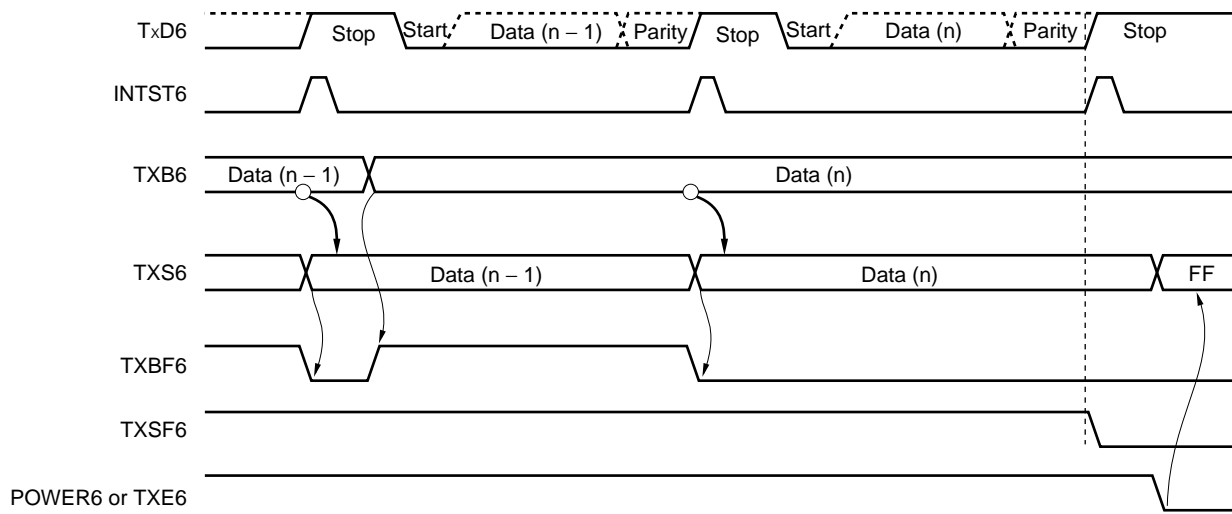 TxD6 Stop Start Data (n – 1) Parity Stop Start Data (n) Parity Stop
INTST6
TXB6 Data (n – 1) Data (n)
TXS6 Data (n – 1) Data (n) FF
TXBF6
TXSF6
POWER6 or TXE6